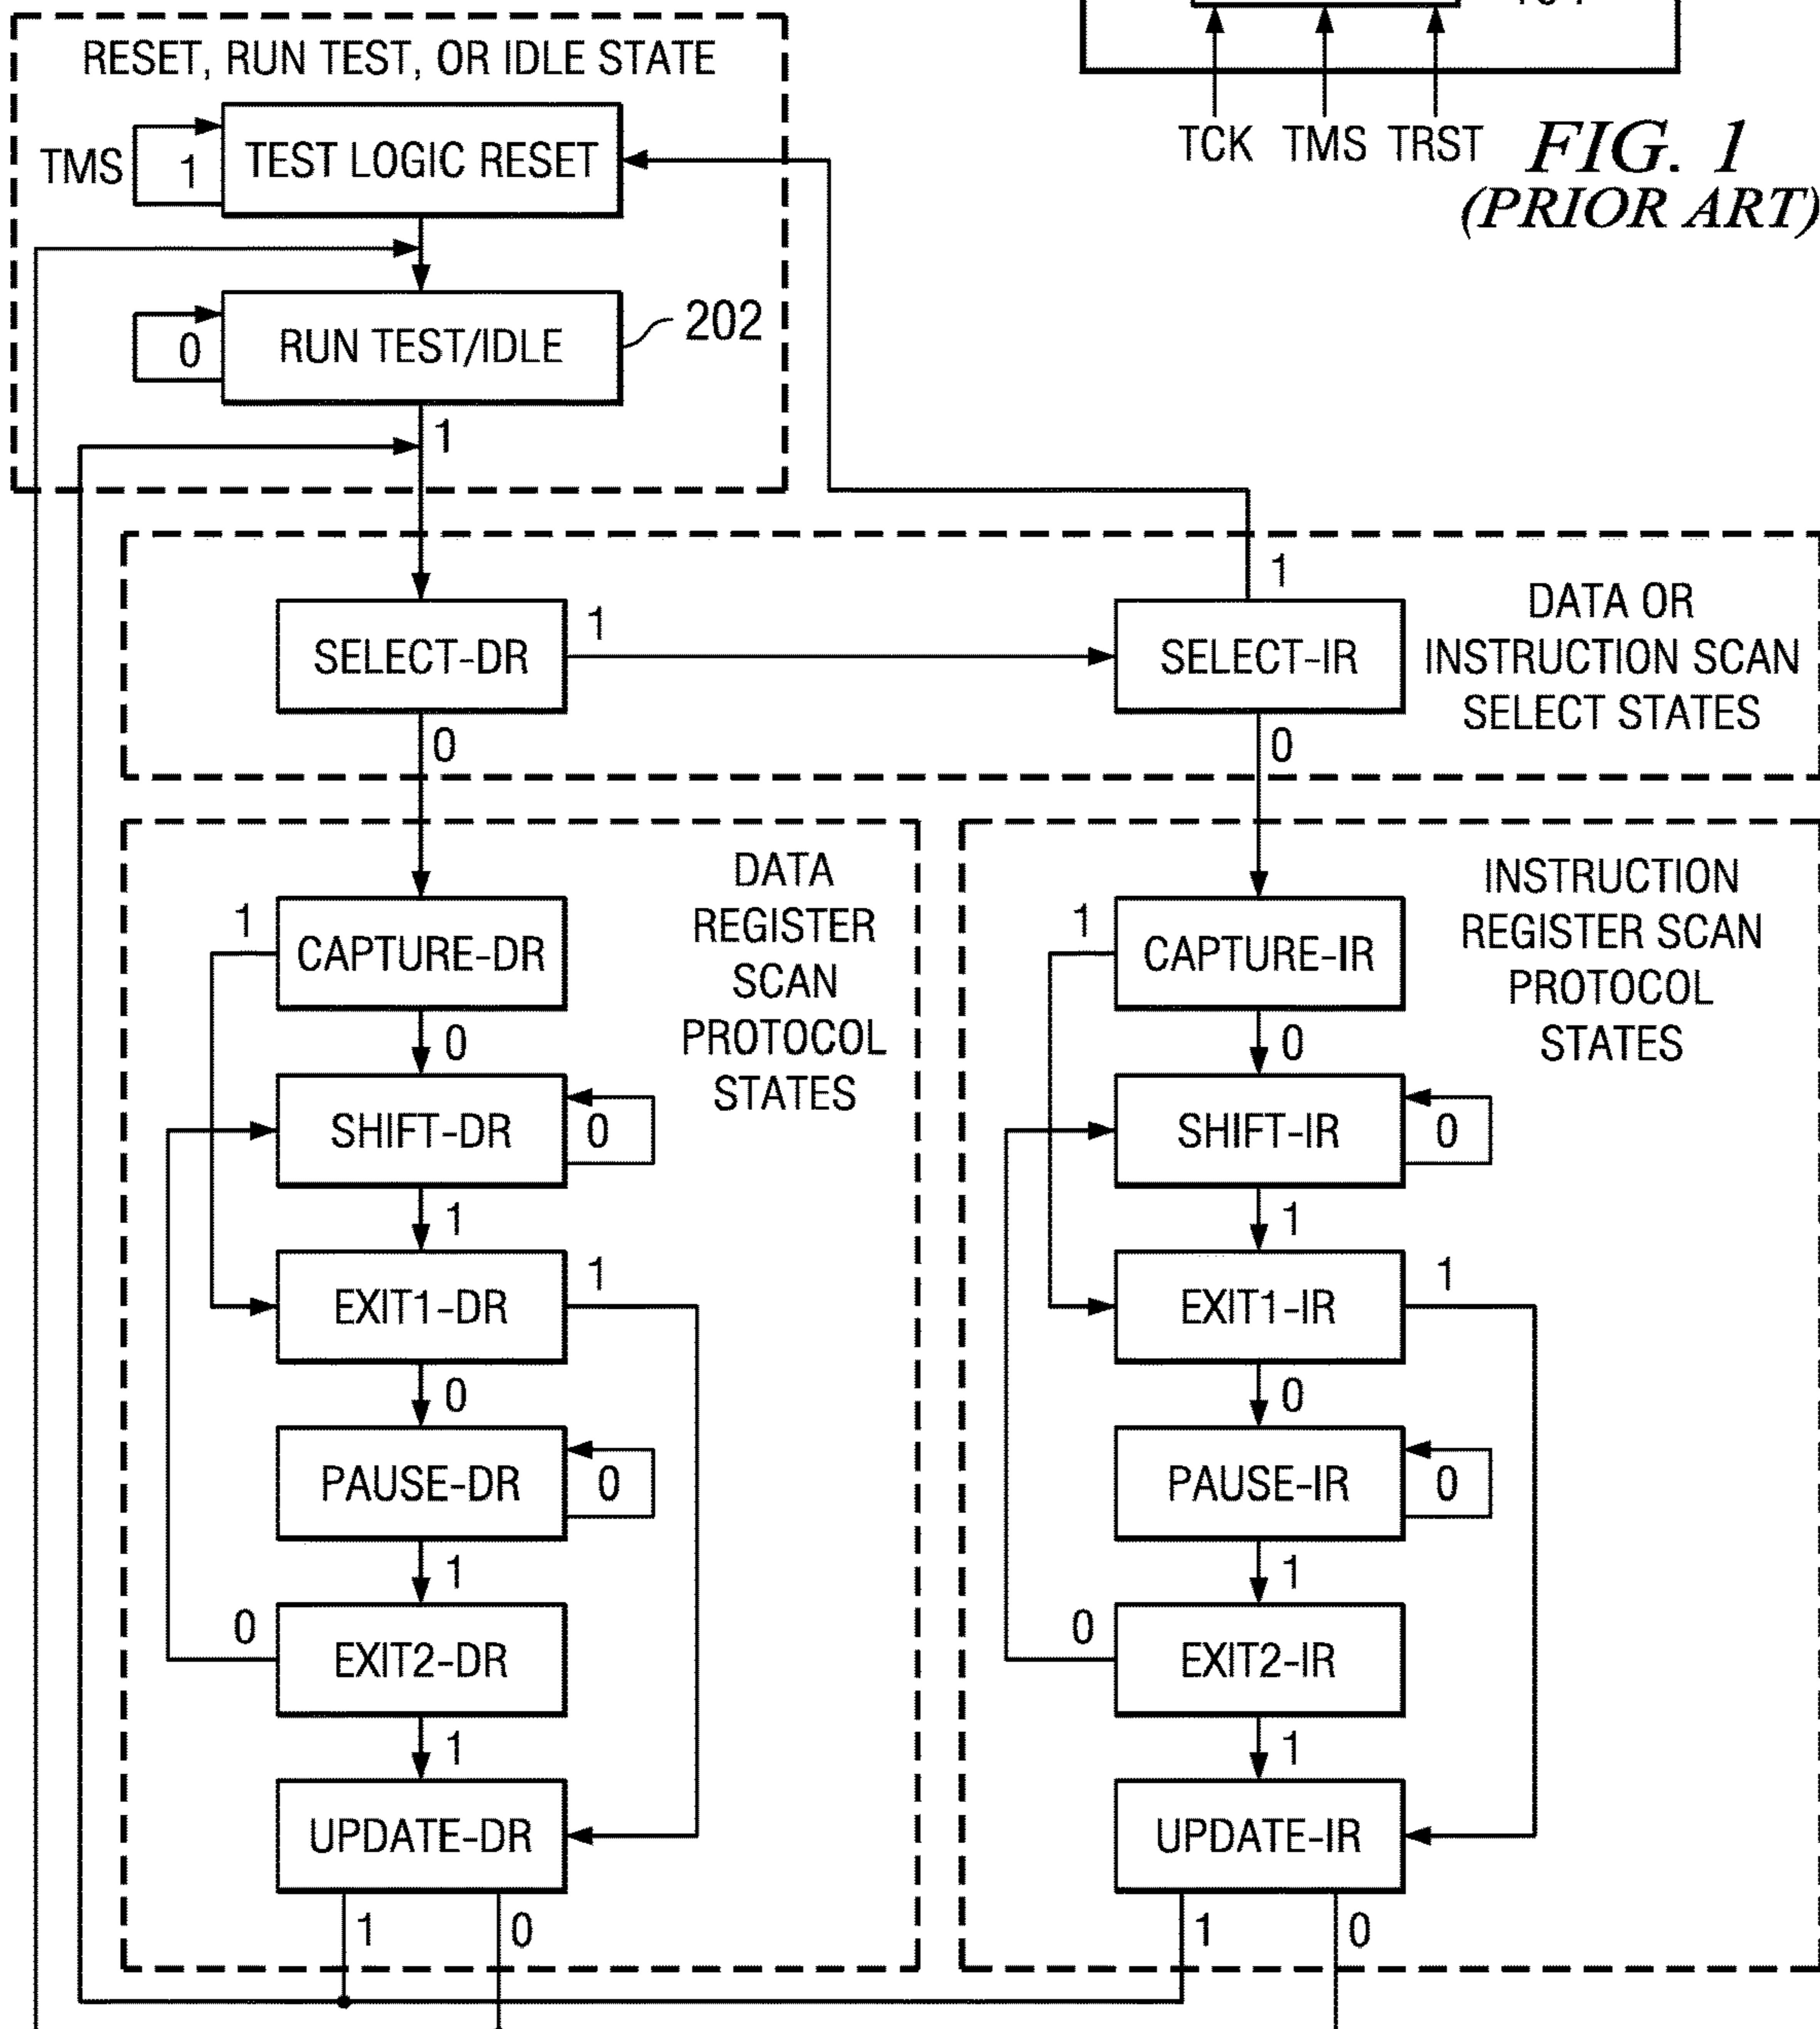 RESET, RUN TEST, OR IDLE STATE
TMS
1
TEST LOGIC RESET
0
RUN TEST/IDLE
202
1
TCK TMS TRST
FIG. 1
(PRIOR ART)
SELECT-DR
1
0
1
SELECT-IR
0
DATA OR
INSTRUCTION SCAN
SELECT STATES
DATA
REGISTER
SCAN
PROTOCOL
STATES
1
CAPTURE-DR
0
SHIFT-DR
0
1
EXIT1-DR
1
0
PAUSE-DR
0
1
0
EXIT2-DR
1
UPDATE-DR
1
0
INSTRUCTION
REGISTER SCAN
PROTOCOL
STATES
1
CAPTURE-IR
0
SHIFT-IR
0
1
EXIT1-IR
1
0
PAUSE-IR
0
1
0
EXIT2-IR
1
UPDATE-IR
1
0